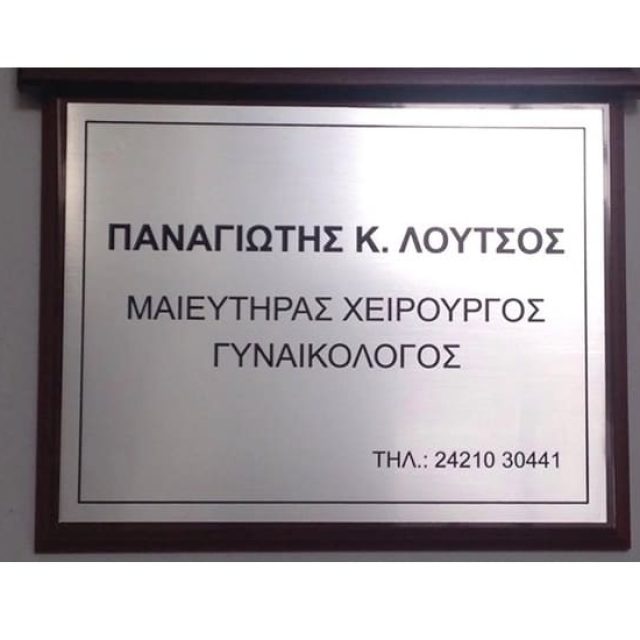 ΠΑΝΑΓΙΩΤΗΣ Κ. ΛΟΥΤΣΟΣ
ΜΑΙΕΥΤΗΡΑΣ ΧΕΙΡΟΥΡΓΟΣ
ΓΥΝΑΙΚΟΛΟΓΟΣ
ΤΗΛ.: 24210 30441